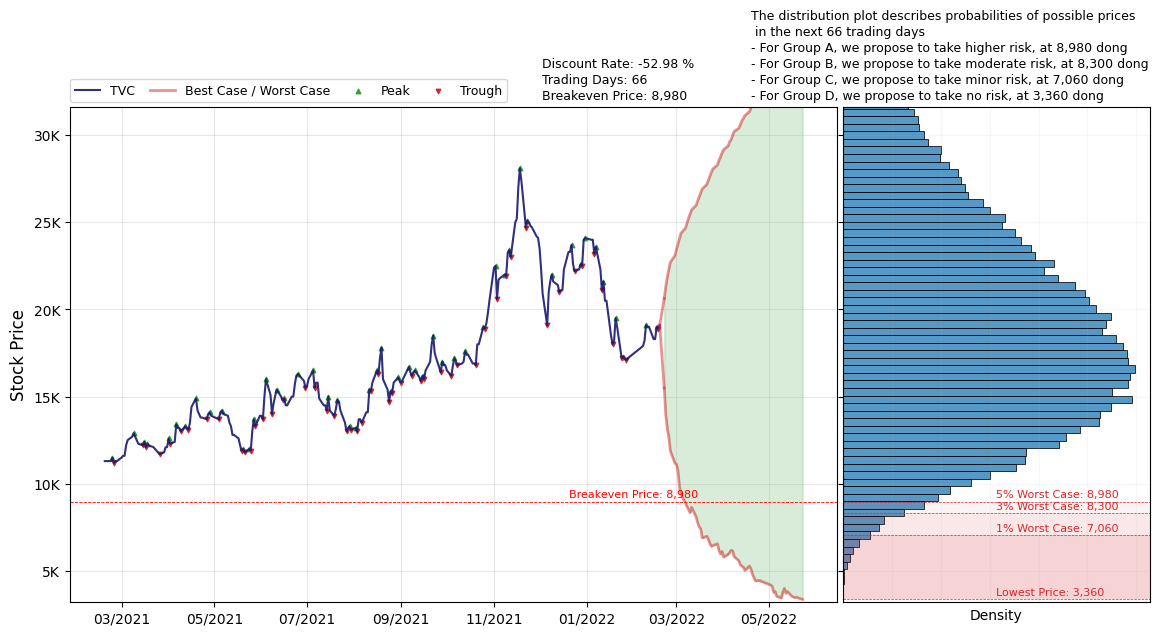 The distribution plot describes probabilities of possible prices
in the next 66 trading days
- For Group A, we propose to take higher risk, at 8,980 dong
- For Group B, we propose to take moderate risk, at 8,300 dong
- For Group C, we propose to take minor risk, at 7,060 dong
- For Group D, we propose to take no risk, at 3,360 dong
Discount Rate: -52.98 %
Trading Days: 66
Breakeven Price: 8,980
TVC
Best Case / Worst Case
Peak
Trough
Stock Price
30K
25K
20K
15K
10K
5K
Breakeven Price: 8,980
03/2021
05/2021
07/2021
09/2021
11/2021
01/2022
03/2022
05/2022
5% Worst Case: 8,980
3% Worst Case: 8,300
1% Worst Case: 7,060
Lowest Price: 3,360
Density